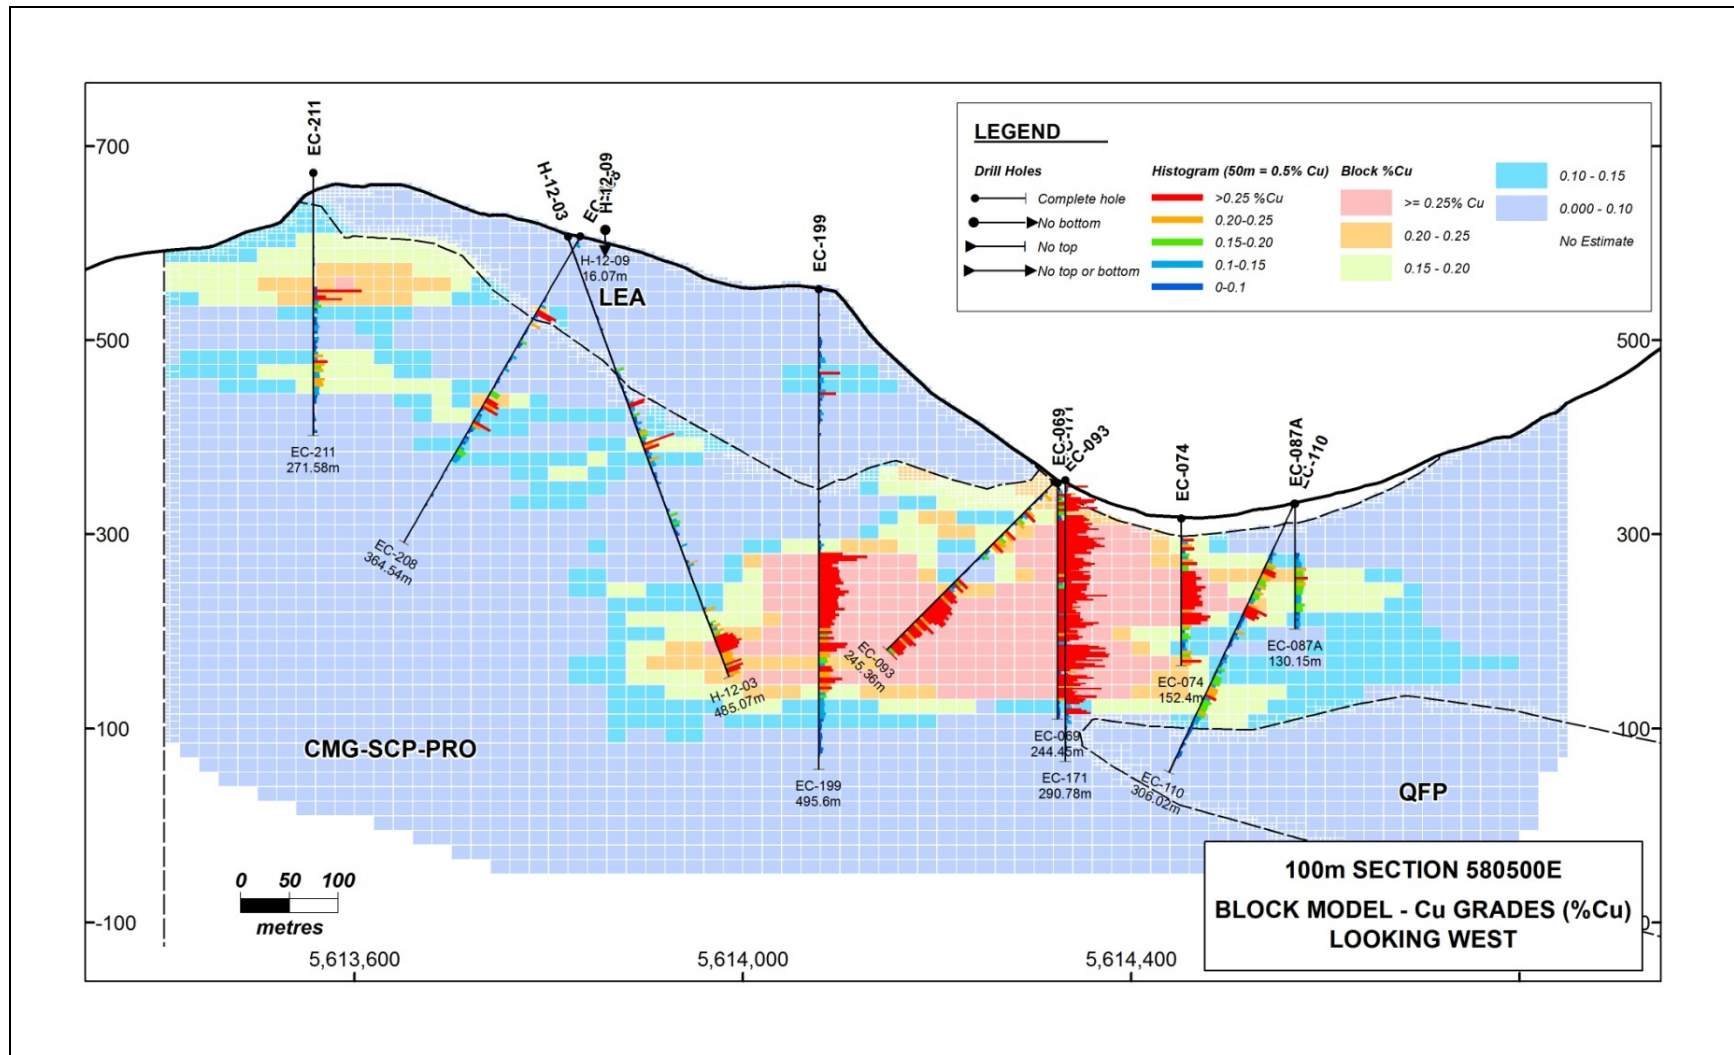 EC-211
H-12-03
H-12-09
EC-199
EC-069
EC-171
EC-093
EC-074
EC-087A
EC-110
LEGEND
Drill Holes
Complete hole
No bottom
No top
No top or bottom
Histogram (50m = 0.5% Cu)
>0.25 %Cu
0.20-0.25
0.15-0.20
0.1-0.15
0-0.1
Block %Cu
>= 0.25% Cu
0.20 - 0.25
0.15 - 0.20
0.10 - 0.15
0.000 - 0.10
No Estimate
700
500
300
100
-100
500
300
100
H-12-09
16.07m
LEA
EC-211
271.58m
EC-208
364.54m
H-12-03
485.07m
EC-093
245.36m
EC-199
495.6m
EC-069
244.45m
EC-171
290.78m
EC-074
152.4m
EC-087A
130.15m
EC-110
306.02m
CMG-SCP-PRO
QFP
0 50 100
metres
5,613,600
5,614,000
5,614,400
100m SECTION 580500E
BLOCK MODEL - Cu GRADES (%Cu)
LOOKING WEST